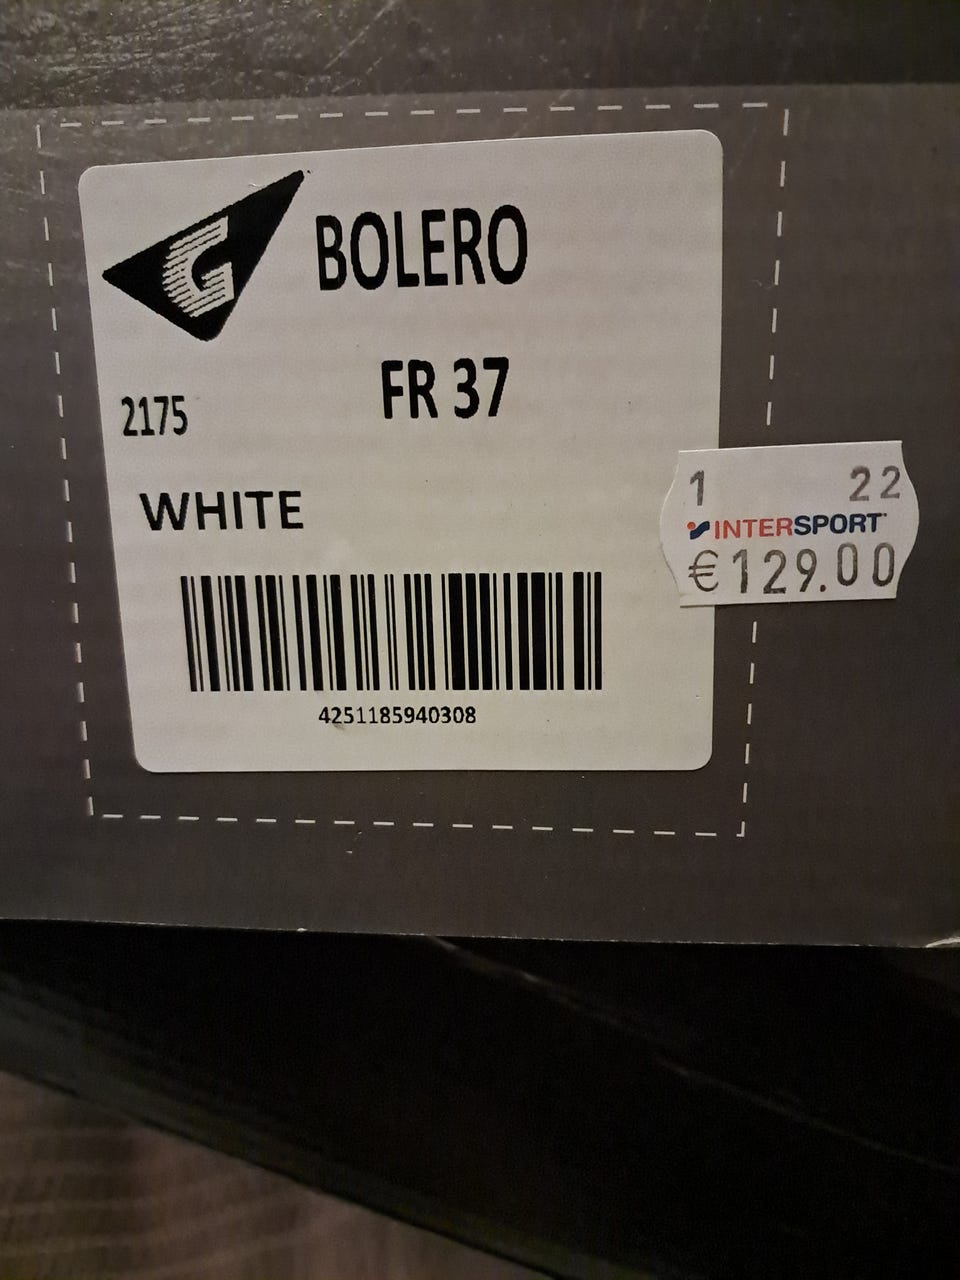 G
BOLERO
FR 37
2175
WHITE
4251185940308
1 22
INTERSPORT
€129.00